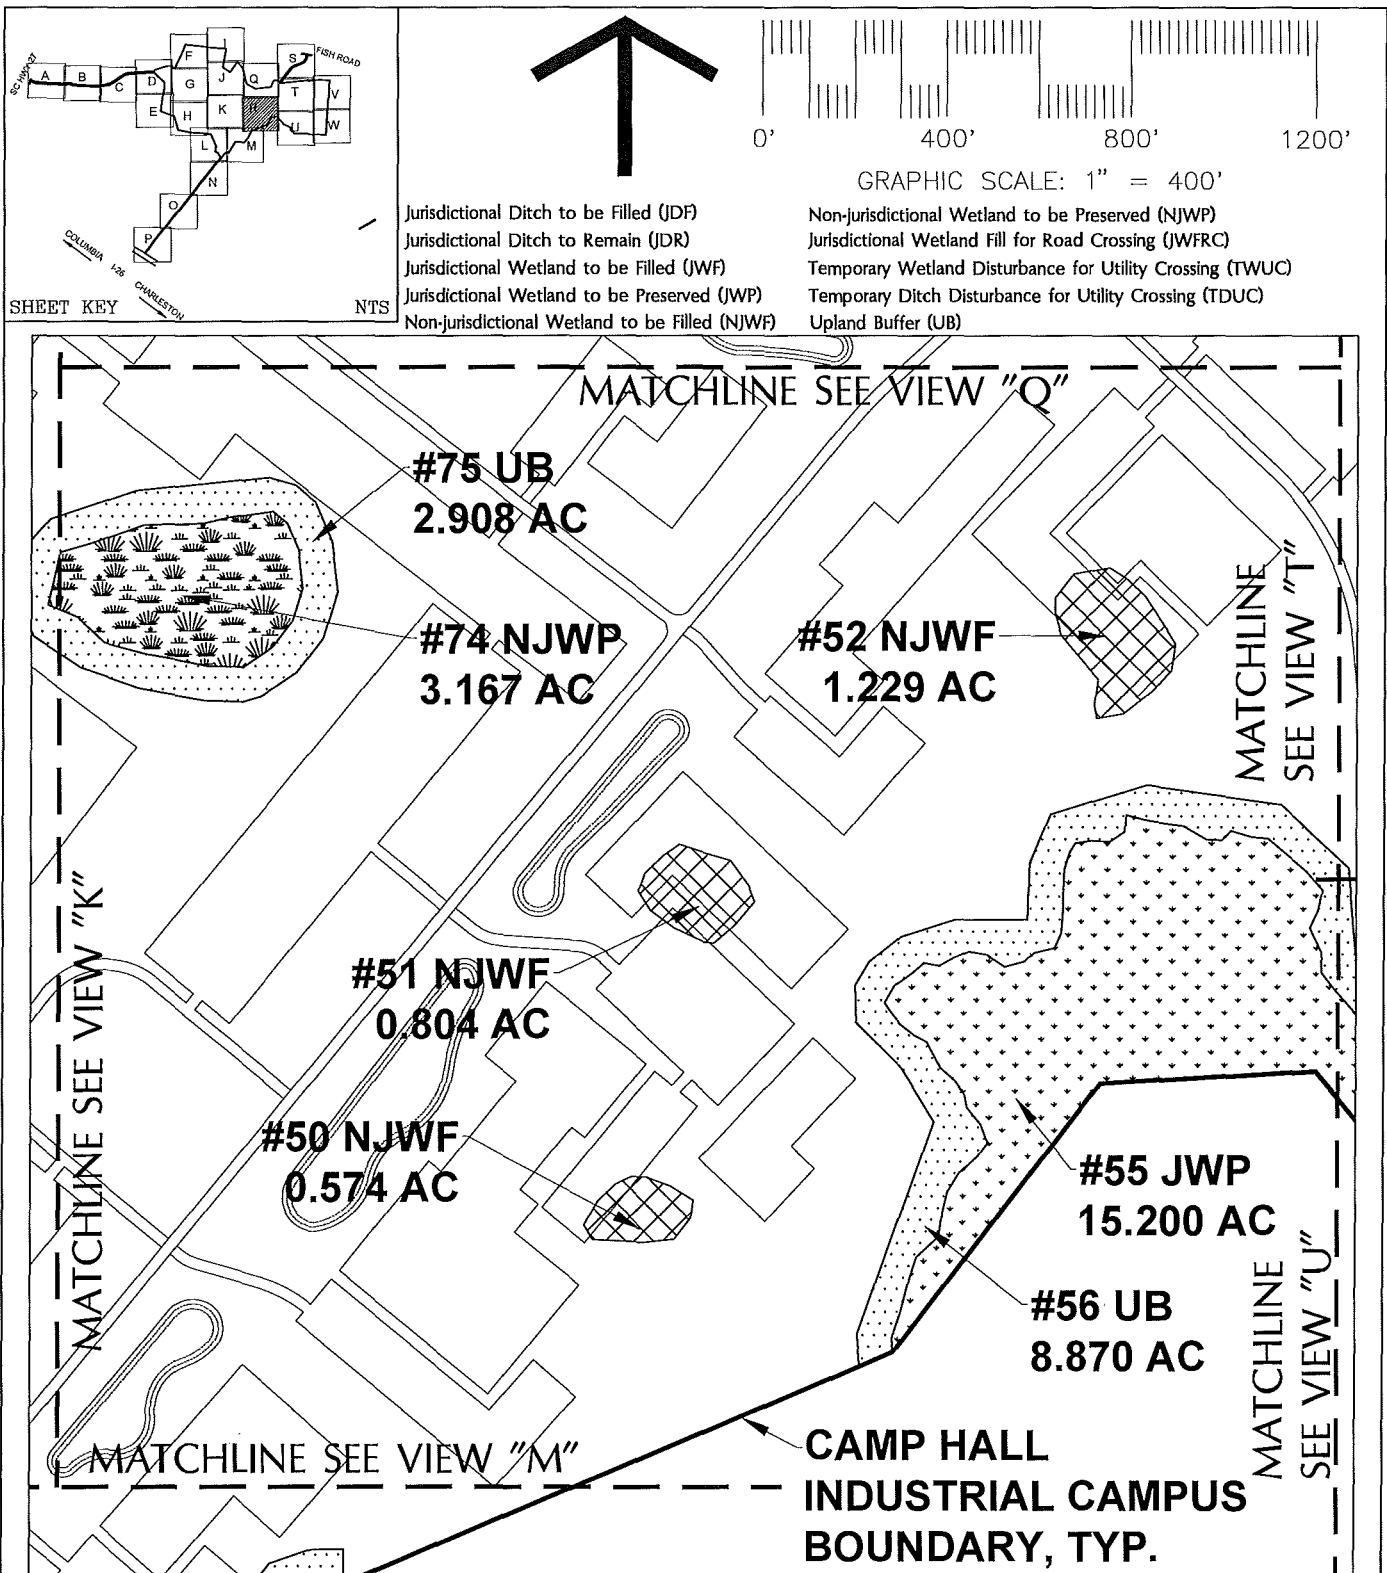 SC HWY 27
FISH ROAD
A
B
C
D
E
F
G
H
I
J
K
L
M
N
O
P
Q
R
S
T
U
V
W
COLUMBIA
I-26
CHARLESTON
SHEET KEY
NTS
0'
400'
800'
1200'
GRAPHIC SCALE: 1" = 400'
Jurisdictional Ditch to be Filled (JDF)
Jurisdictional Ditch to Remain (JDR)
Jurisdictional Wetland to be Filled (JWF)
Jurisdictional Wetland to be Preserved (JWP)
Non-jurisdictional Wetland to be Filled (NJWF)
Non-jurisdictional Wetland to be Preserved (NJWP)
Jurisdictional Wetland Fill for Road Crossing (JWFRC)
Temporary Wetland Disturbance for Utility Crossing (TWUC)
Temporary Ditch Disturbance for Utility Crossing (TDUC)
Upland Buffer (UB)
MATCHLINE SEE VIEW "Q"
#75 UB
2.908 AC
#74 NJWP
3.167 AC
#52 NJWF
1.229 AC
MATCHLINE
SEE VIEW "T"
MATCHLINE SEE VIEW "K"
#51 NJWF
0.804 AC
#50 NJWF
0.574 AC
#55 JWP
15.200 AC
#56 UB
8.870 AC
MATCHLINE
SEE VIEW "U"
MATCHLINE SEE VIEW "M"
CAMP HALL
INDUSTRIAL CAMPUS
BOUNDARY, TYP.